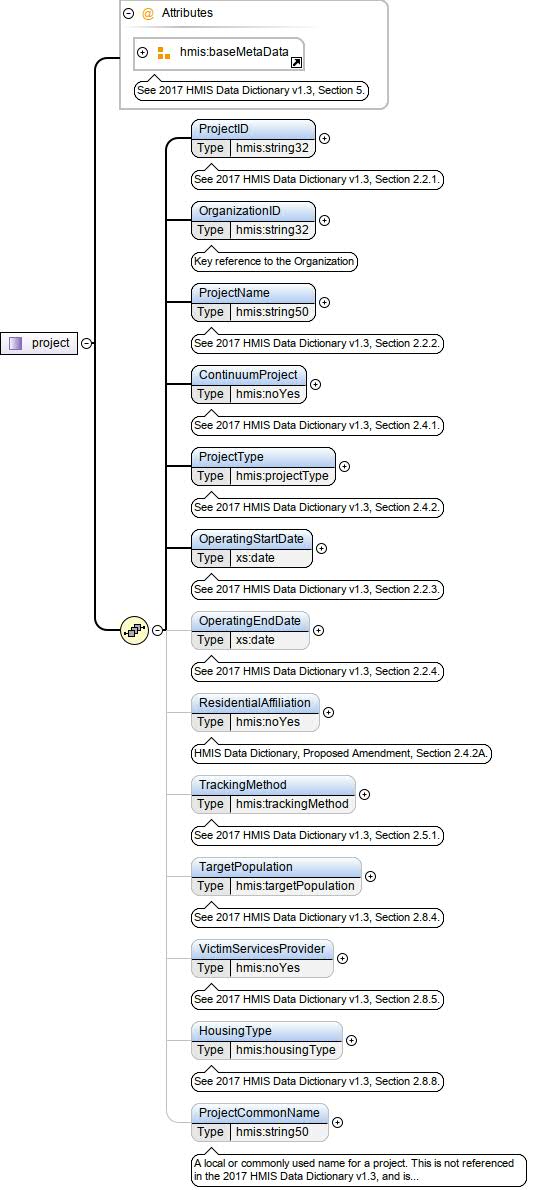 @ Attributes
hmis:baseMetaData
See 2017 HMIS Data Dictionary v1.3, Section 5.
project
ProjectID
Type hmis:string32
See 2017 HMIS Data Dictionary v1.3, Section 2.2.1.
OrganizationID
Type hmis:string32
Key reference to the Organization
ProjectName
Type hmis:string50
See 2017 HMIS Data Dictionary v1.3, Section 2.2.2.
ContinuumProject
Type hmis:noYes
See 2017 HMIS Data Dictionary v1.3, Section 2.4.1.
ProjectType
Type hmis:projectType
See 2017 HMIS Data Dictionary v1.3, Section 2.4.2.
OperatingStartDate
Type xs:date
See 2017 HMIS Data Dictionary v1.3, Section 2.2.3.
OperatingEndDate
Type xs:date
See 2017 HMIS Data Dictionary v1.3, Section 2.2.4.
ResidentialAffiliation
Type hmis:noYes
HMIS Data Dictionary, Proposed Amendment, Section 2.4.2A.
TrackingMethod
Type hmis:trackingMethod
See 2017 HMIS Data Dictionary v1.3, Section 2.5.1.
TargetPopulation
Type hmis:targetPopulation
See 2017 HMIS Data Dictionary v1.3, Section 2.8.4.
VictimServicesProvider
Type hmis:noYes
See 2017 HMIS Data Dictionary v1.3, Section 2.8.5.
HousingType
Type hmis:housingType
See 2017 HMIS Data Dictionary v1.3, Section 2.8.8.
ProjectCommonName
Type hmis:string50
A local or commonly used name for a project. This is not referenced
in the 2017 HMIS Data Dictionary v1.3, and is...